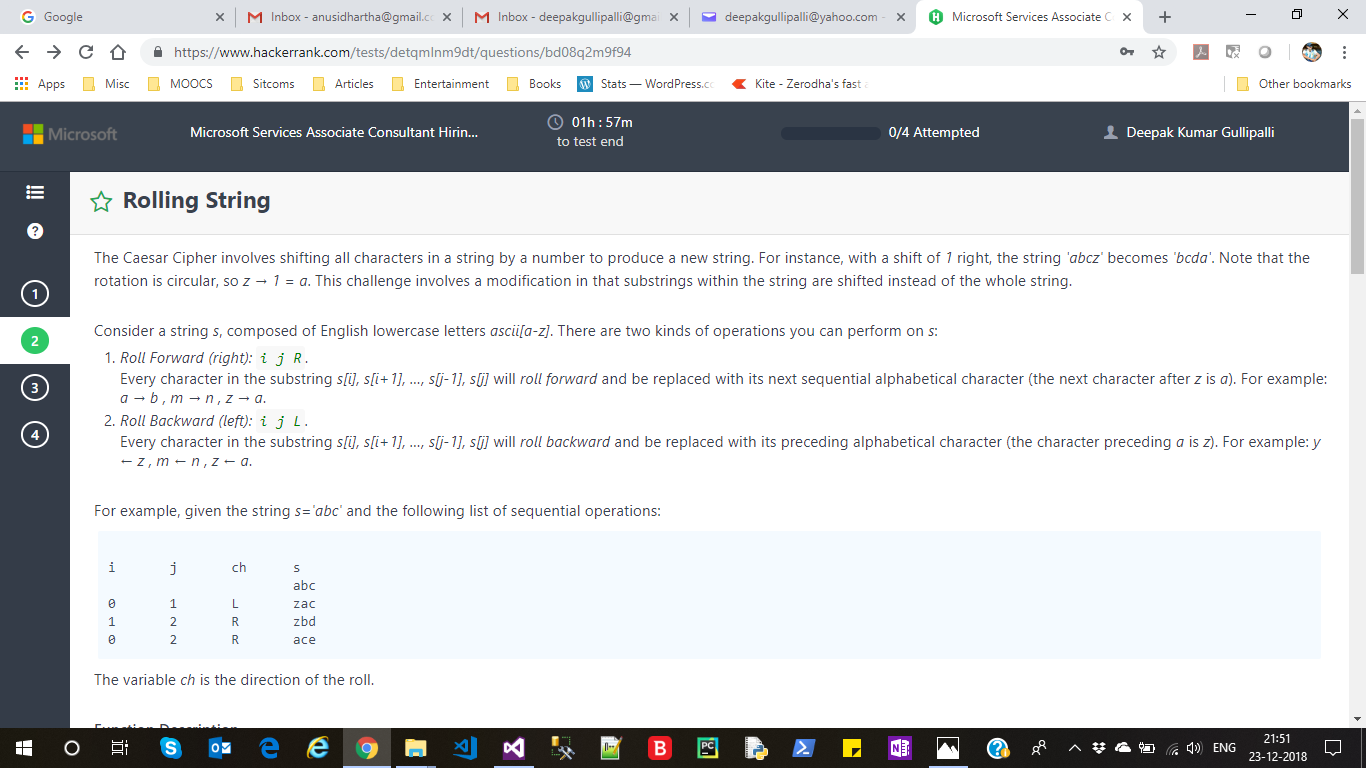 Google
Inbox - anusidhartha@gmail.c
Inbox - deepakgullipalli@gmai
deepakgullipalli@yahoo.com -
Microsoft Services Associate C
https://www.hackerrank.com/tests/detqmlnm9dt/questions/bd08q2m9f94
Apps Misc MOOCS Sitcoms Articles Entertainment Books Stats — WordPress.c Kite - Zerodha's fast a Other bookmarks
Microsoft
Microsoft Services Associate Consultant Hirin...
01h : 57m
to test end
0/4 Attempted
Deepak Kumar Gullipalli
Rolling String
?
1
2
3
4
The Caesar Cipher involves shifting all characters in a string by a number to produce a new string. For instance, with a shift of 1 right, the string 'abcz' becomes 'bcda'. Note that the
rotation is circular, so z → 1 = a. This challenge involves a modification in that substrings within the string are shifted instead of the whole string.
Consider a string s, composed of English lowercase letters ascii[a-z]. There are two kinds of operations you can perform on s:
1. Roll Forward (right): i j R.
Every character in the substring s[i], s[i+1], ..., s[j-1], s[j] will roll forward and be replaced with its next sequential alphabetical character (the next character after z is a). For example:
a → b , m → n , z → a.
2. Roll Backward (left): i j L.
Every character in the substring s[i], s[i+1], ..., s[j-1], s[j] will roll backward and be replaced with its preceding alphabetical character (the character preceding a is z). For example: y
← z , m ← n , z ← a.
For example, given the string s='abc' and the following list of sequential operations:
i j ch s
abc
0 1 L zac
1 2 R zbd
0 2 R ace
The variable ch is the direction of the roll.
Function Description
ENG
21:51
23-12-2018